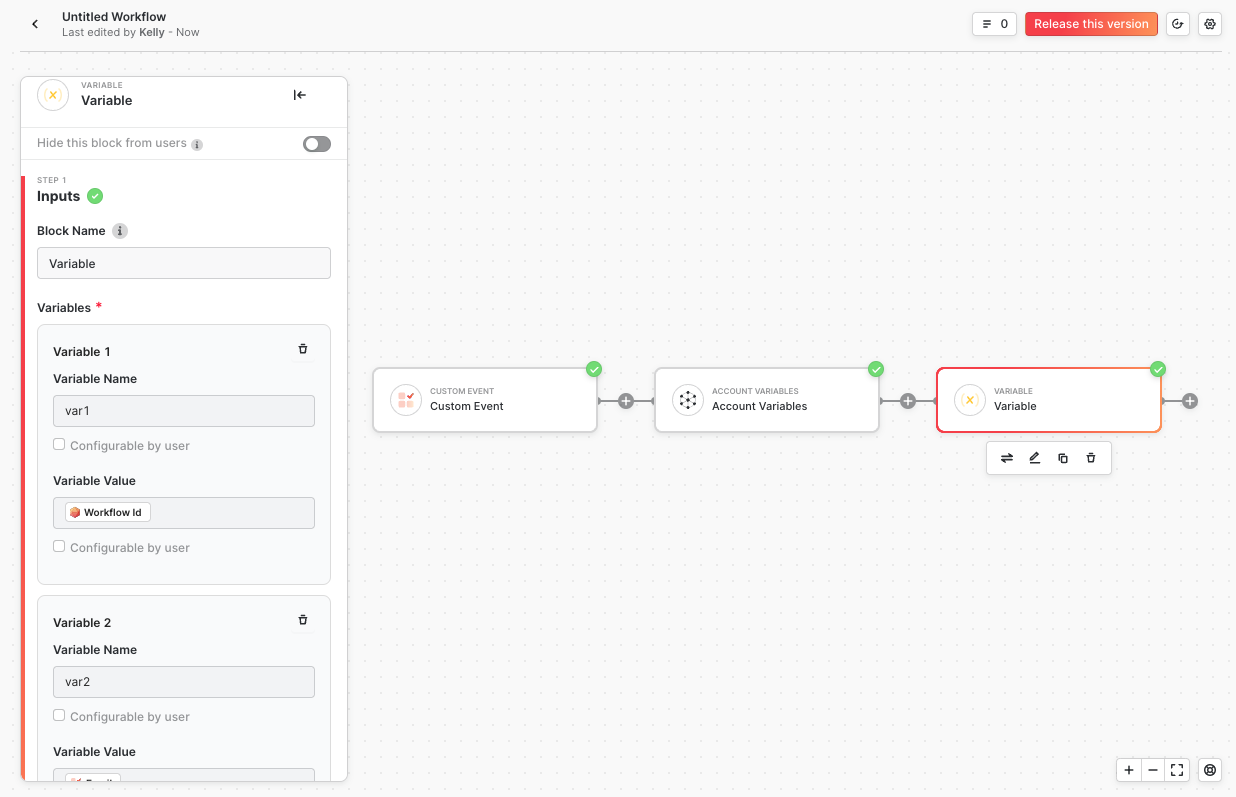 Untitled Workflow
Last edited by Kelly - Now
0
Release this version
VARIABLE
Variable
Hide this block from users
STEP 1
Inputs
Block Name
Variable
Variables *
Variable 1
Variable Name
var1
Configurable by user
Variable Value
Workflow Id
Configurable by user
Variable 2
Variable Name
var2
Configurable by user
Variable Value
CUSTOM EVENT
Custom Event
ACCOUNT VARIABLES
Account Variables
VARIABLE
Variable